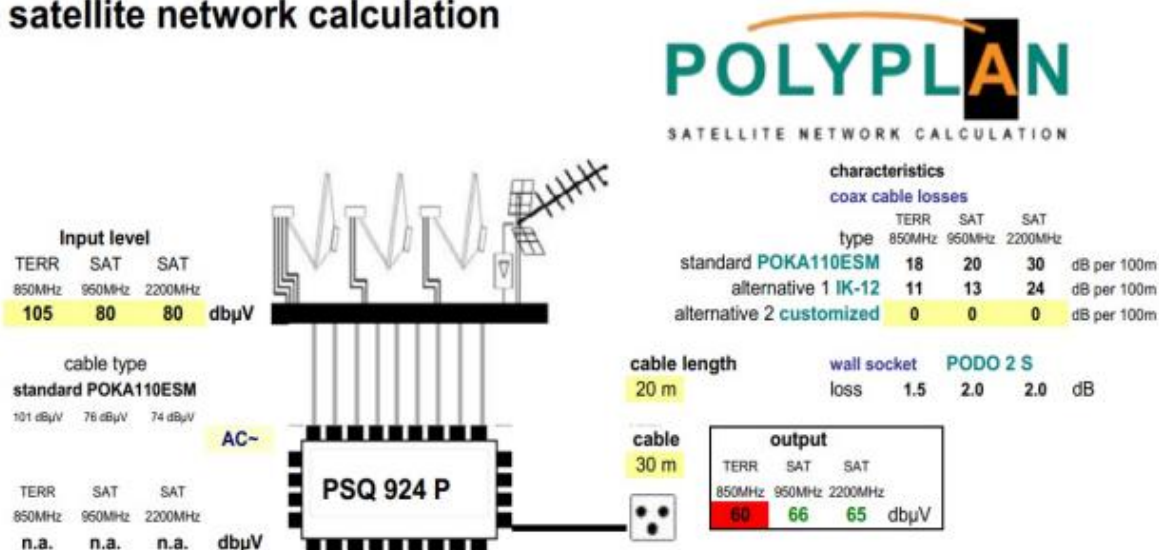 satellite network calculation
POLYPLAN
SATELLITE NETWORK CALCULATION
characteristics
coax cable losses
TERR SAT SAT
type 850MHz 950MHz 2200MHz
standard POKA110ESM 18 20 30 dB per 100m
alternative 1 IK-12 11 13 24 dB per 100m
alternative 2 customized 0 0 0 dB per 100m
Input level
TERR SAT SAT
850MHz 950MHz 2200MHz
105 80 80 dbµV
cable type
standard POKA110ESM
101 dBµV 76 dBµV 74 dBµV
cable length
20 m
wall socket PODO 2 S
loss 1.5 2.0 2.0 dB
AC~
PSQ 924 P
cable
30 m
output
TERR SAT SAT
850MHz 950MHz 2200MHz
60 66 65 dbµV
TERR SAT SAT
850MHz 950MHz 2200MHz
n.a. n.a. n.a. dbµV